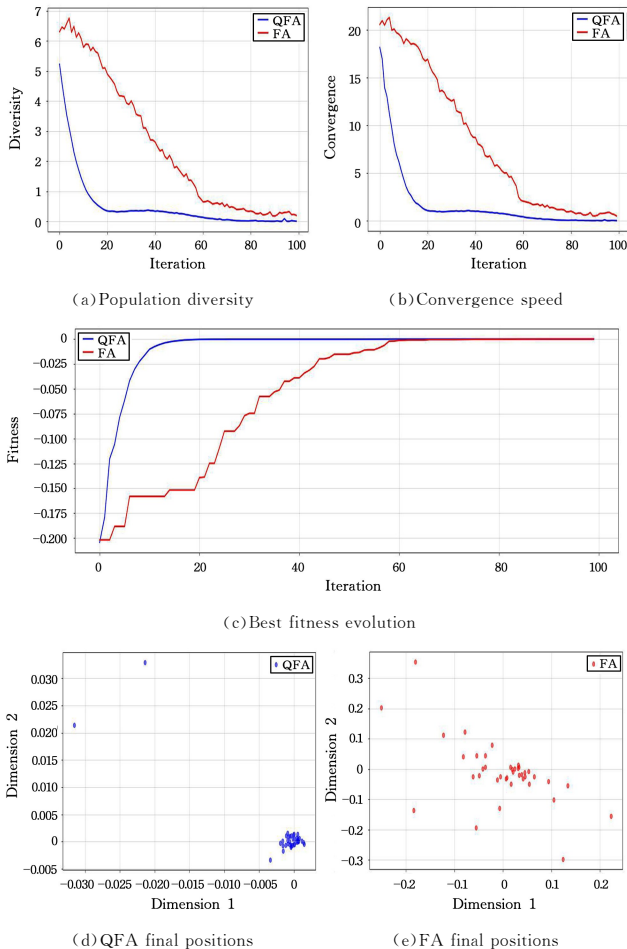 7
6
5
4
3
2
1
0
Diverisity
QFA
FA
0 20 40 60 80 100
Iteration
(a)Population diversity
20
15
10
5
0
Convergence
QFA
FA
0 20 40 60 80 100
Iteration
(b)Convergence speed
0
−0.025
−0.050
−0.075
−0.100
−0.125
−0.150
−0.175
−0.200
Fitness
QFA
FA
0 20 40 60 80 100
Iteration
(c)Best fitness evolution
0.030
0.025
0.020
0.015
0.010
0.005
0
−0.005
Dimension 2
QFA
−0.030 −0.025 −0.020 −0.015 −0.010 −0.005 0
Dimension 1
(d)QFA final positions
0.3
0.2
0.1
0
−0.1
−0.2
−0.3
Dimension 2
FA
−0.2 −0.1 0 0.1 0.2
Dimension 1
(e)FA final positions